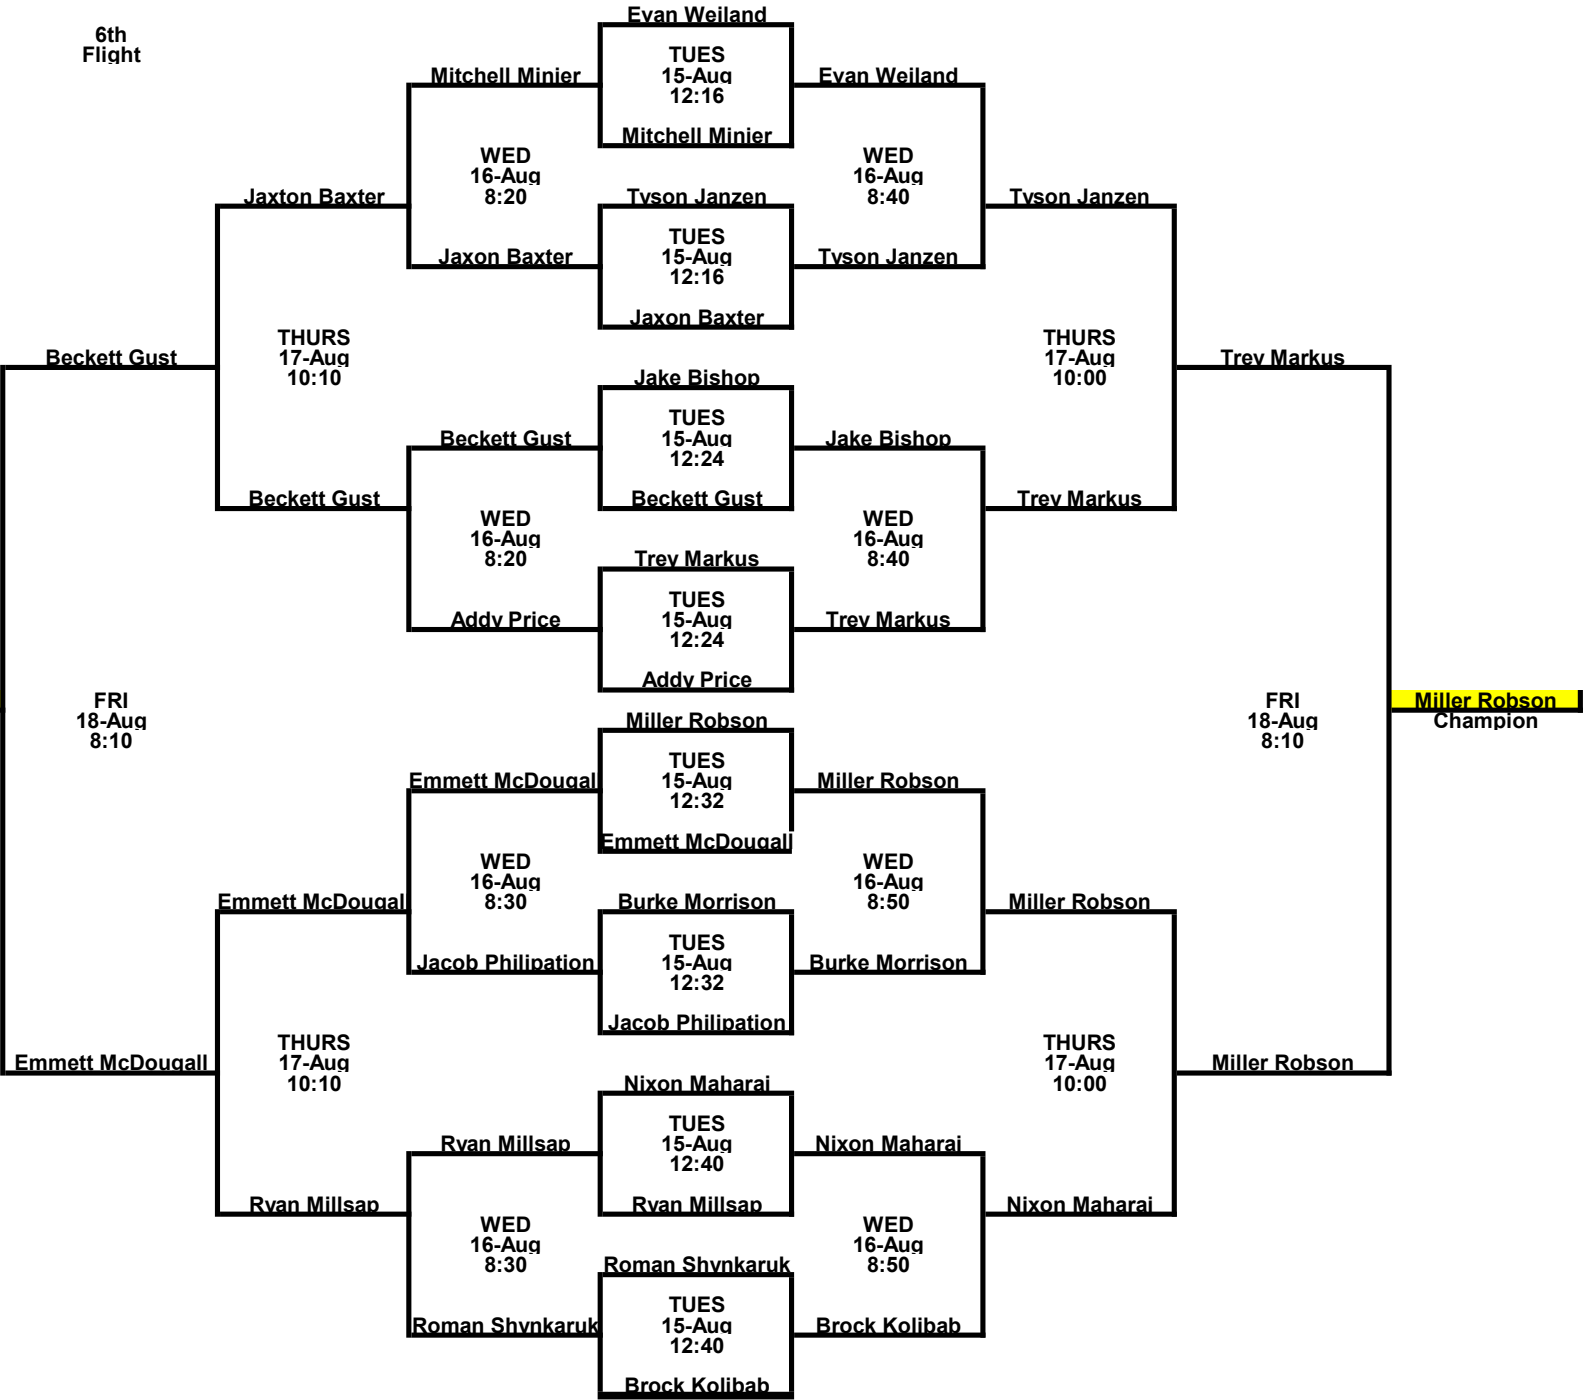 6th
Flight
Evan Weiland
TUES
15-Aug
12:16
Mitchell Minier
Evan Weiland
Mitchell Minier
WED
16-Aug
8:20
WED
16-Aug
8:40
Jaxton Baxter
Tyson Janzen
Tyson Janzen
TUES
15-Aug
12:16
Jaxon Baxter
Tyson Janzen
Jaxon Baxter
THURS
17-Aug
10:10
THURS
17-Aug
10:00
Beckett Gust
Trey Markus
Jake Bishop
TUES
15-Aug
12:24
Beckett Gust
Jake Bishop
Beckett Gust
Beckett Gust
Trey Markus
WED
16-Aug
8:20
WED
16-Aug
8:40
Trey Markus
TUES
15-Aug
12:24
Addy Price
Trey Markus
Addy Price
FRI
18-Aug
8:10
FRI
18-Aug
8:10
Miller Robson
Champion
Miller Robson
TUES
15-Aug
12:32
Emmett McDougall
Miller Robson
Emmett McDougall
WED
16-Aug
8:30
WED
16-Aug
8:50
Emmett McDougal
Burke Morrison
Miller Robson
TUES
15-Aug
12:32
Jacob Philipation
Burke Morrison
Jacob Philipation
THURS
17-Aug
10:10
THURS
17-Aug
10:00
Emmett McDougall
Miller Robson
Nixon Maharaj
TUES
15-Aug
12:40
Ryan Millsap
Nixon Maharaj
Ryan Millsap
Ryan Millsap
Nixon Maharaj
WED
16-Aug
8:30
WED
16-Aug
8:50
Roman Shynkaruk
TUES
15-Aug
12:40
Roman Shynkaruk
Brock Kolibab
Brock Kolibab